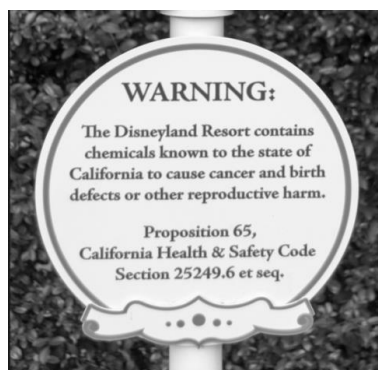 WARNING:
The Disneyland Resort contains
chemicals known to the state of
California to cause cancer and birth
defects or other reproductive harm.
Proposition 65,
California Health & Safety Code
Section 25249.6 et seq.